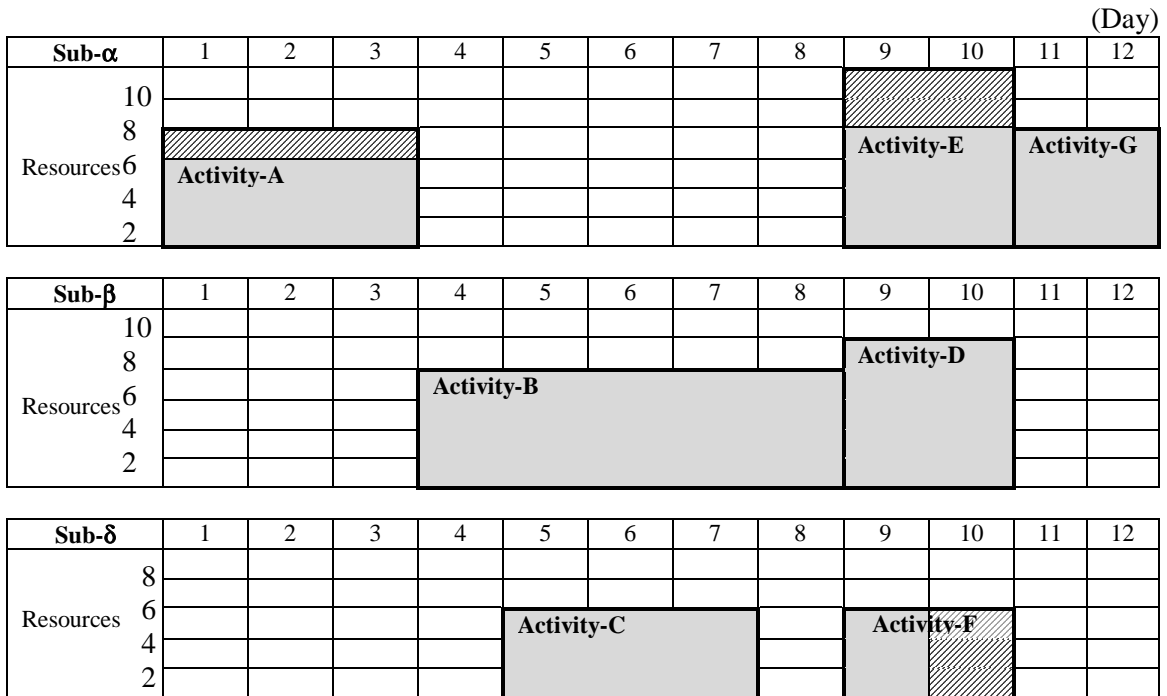 (Day)
Sub-α 1 2 3 4 5 6 7 8 9 10 11 12
10
8
Resources 6
Activity-A Activity-E Activity-G
4
2
Sub-β 1 2 3 4 5 6 7 8 9 10 11 12
10
8
Activity-D
Resources 6
Activity-B
4
2
Sub-δ 1 2 3 4 5 6 7 8 9 10 11 12
8
Resources 6
Activity-C Activity-F
4
2